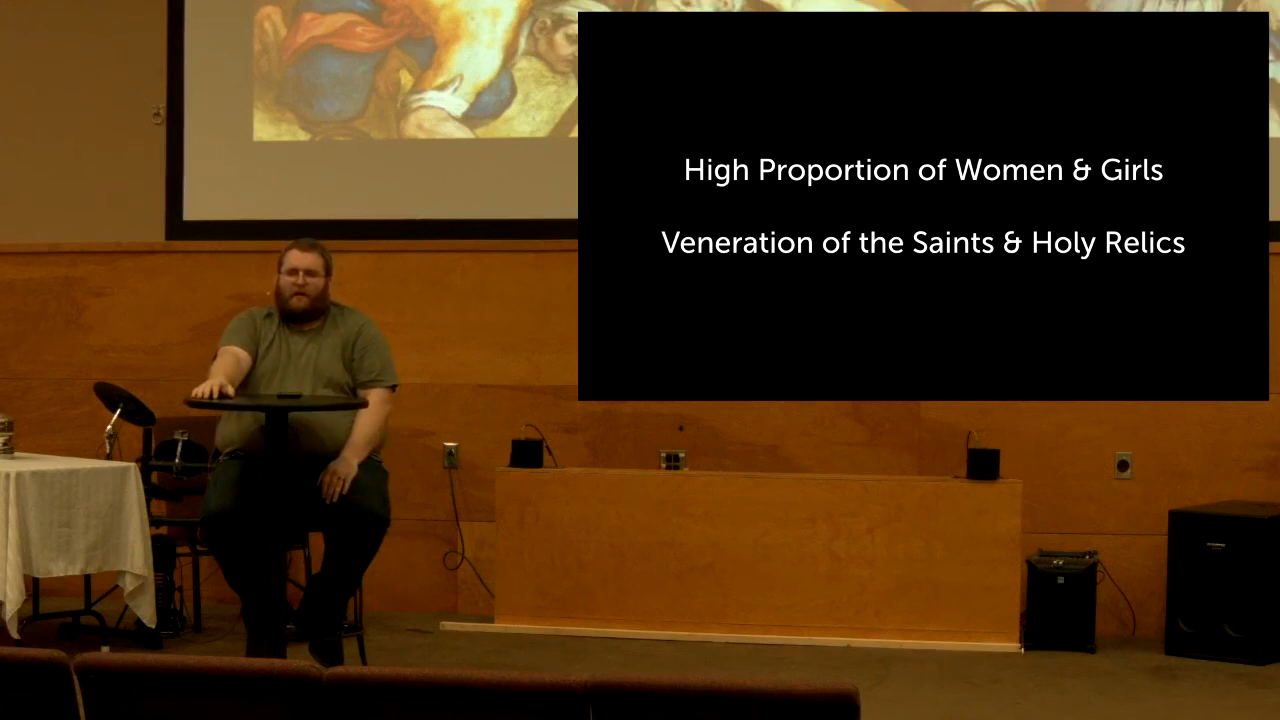 High Proportion of Women & Girls
Veneration of the Saints & Holy Relics